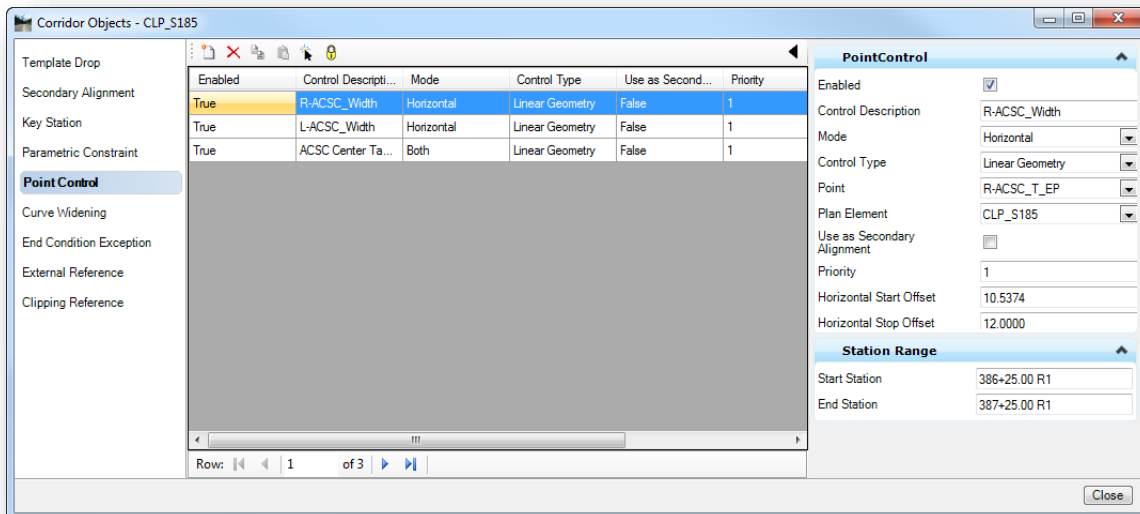 Corridor Objects - CLP_S185
Template Drop
Secondary Alignment
Key Station
Parametric Constraint
Point Control
Curve Widening
End Condition Exception
External Reference
Clipping Reference
Enabled Control Descripti... Mode Control Type Use as Second... Priority
True R-ACSC_Width Horizontal Linear Geometry False 1
True L-ACSC_Width Horizontal Linear Geometry False 1
True ACSC Center Ta... Both Linear Geometry False 1
Row: 1 of 3
PointControl
Enabled
Control Description R-ACSC_Width
Mode Horizontal
Control Type Linear Geometry
Point R-ACSC_T_EP
Plan Element CLP_S185
Use as Secondary
Alignment
Priority 1
Horizontal Start Offset 10.5374
Horizontal Stop Offset 12.0000
Station Range
Start Station 386+25.00 R1
End Station 387+25.00 R1
Close